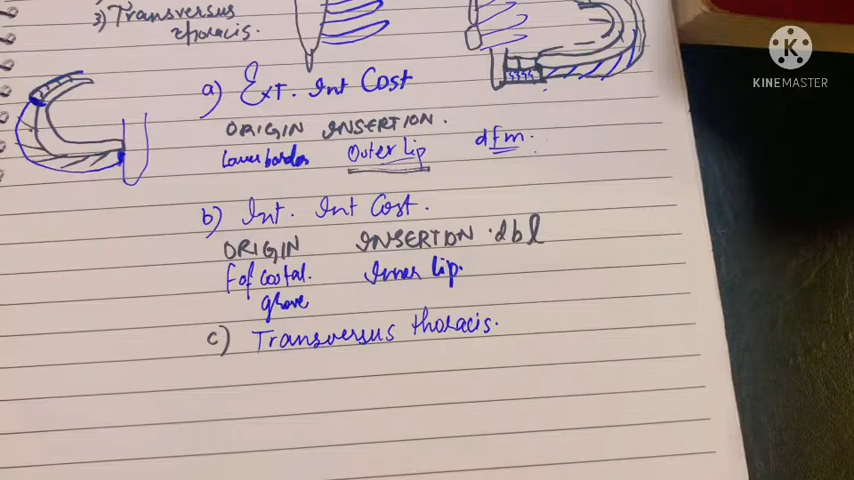 3) Transversus
thoracis.
K
KINEMASTER
a) Ext. Int Cost
ORIGIN INSERTION.
Lower border Outer lip dfm.
b) Int. Int Cost.
ORIGIN INSERTION .dbl
F of costal. Inner lip.
grove
c) Transversus thoracis.